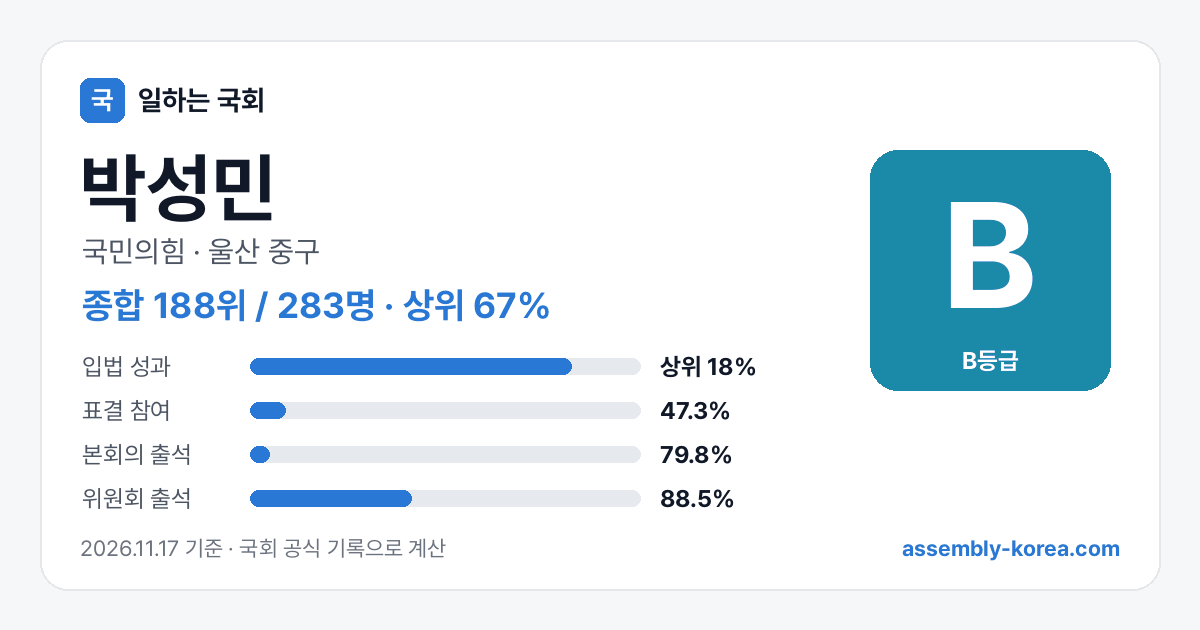 국 일하는 국회
박성민
국민의힘 · 울산 중구
종합 188위 / 283명 · 상위 67%
B
B등급
입법 성과 상위 18%
표결 참여 47.3%
본회의 출석 79.8%
위원회 출석 88.5%
2026.11.17 기준 · 국회 공식 기록으로 계산
assembly-korea.com